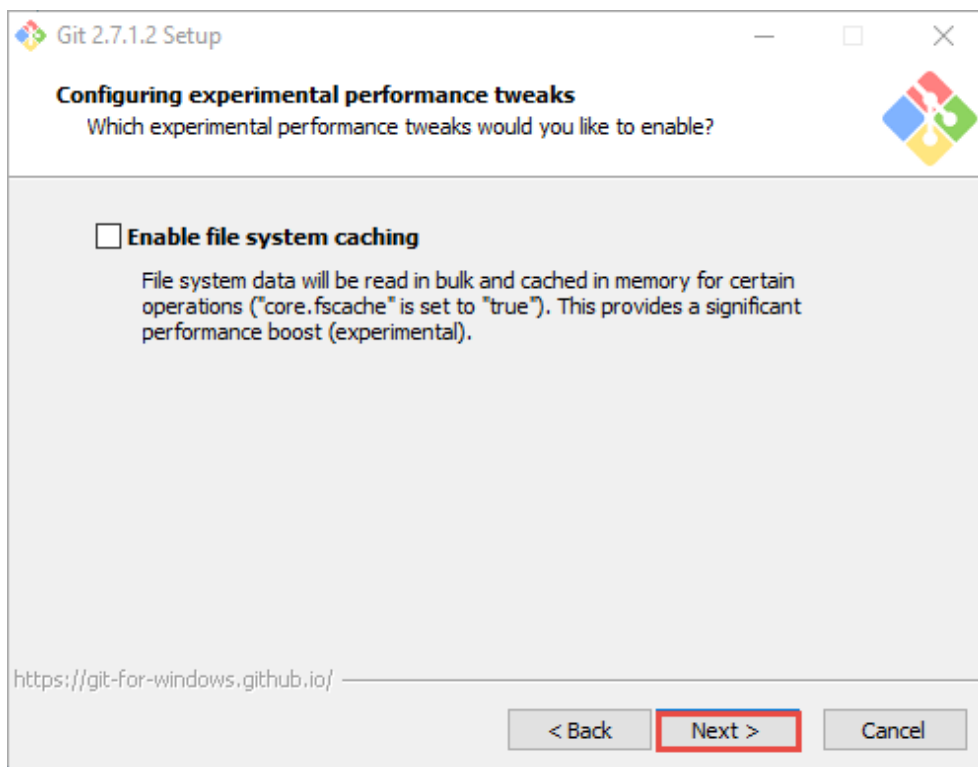 Git 2.7.1.2 Setup
Configuring experimental performance tweaks
Which experimental performance tweaks would you like to enable?
Enable file system caching
File system data will be read in bulk and cached in memory for certain
operations ("core.fscache" is set to "true"). This provides a significant
performance boost (experimental).
https://git-for-windows.github.io/
< Back Next > Cancel